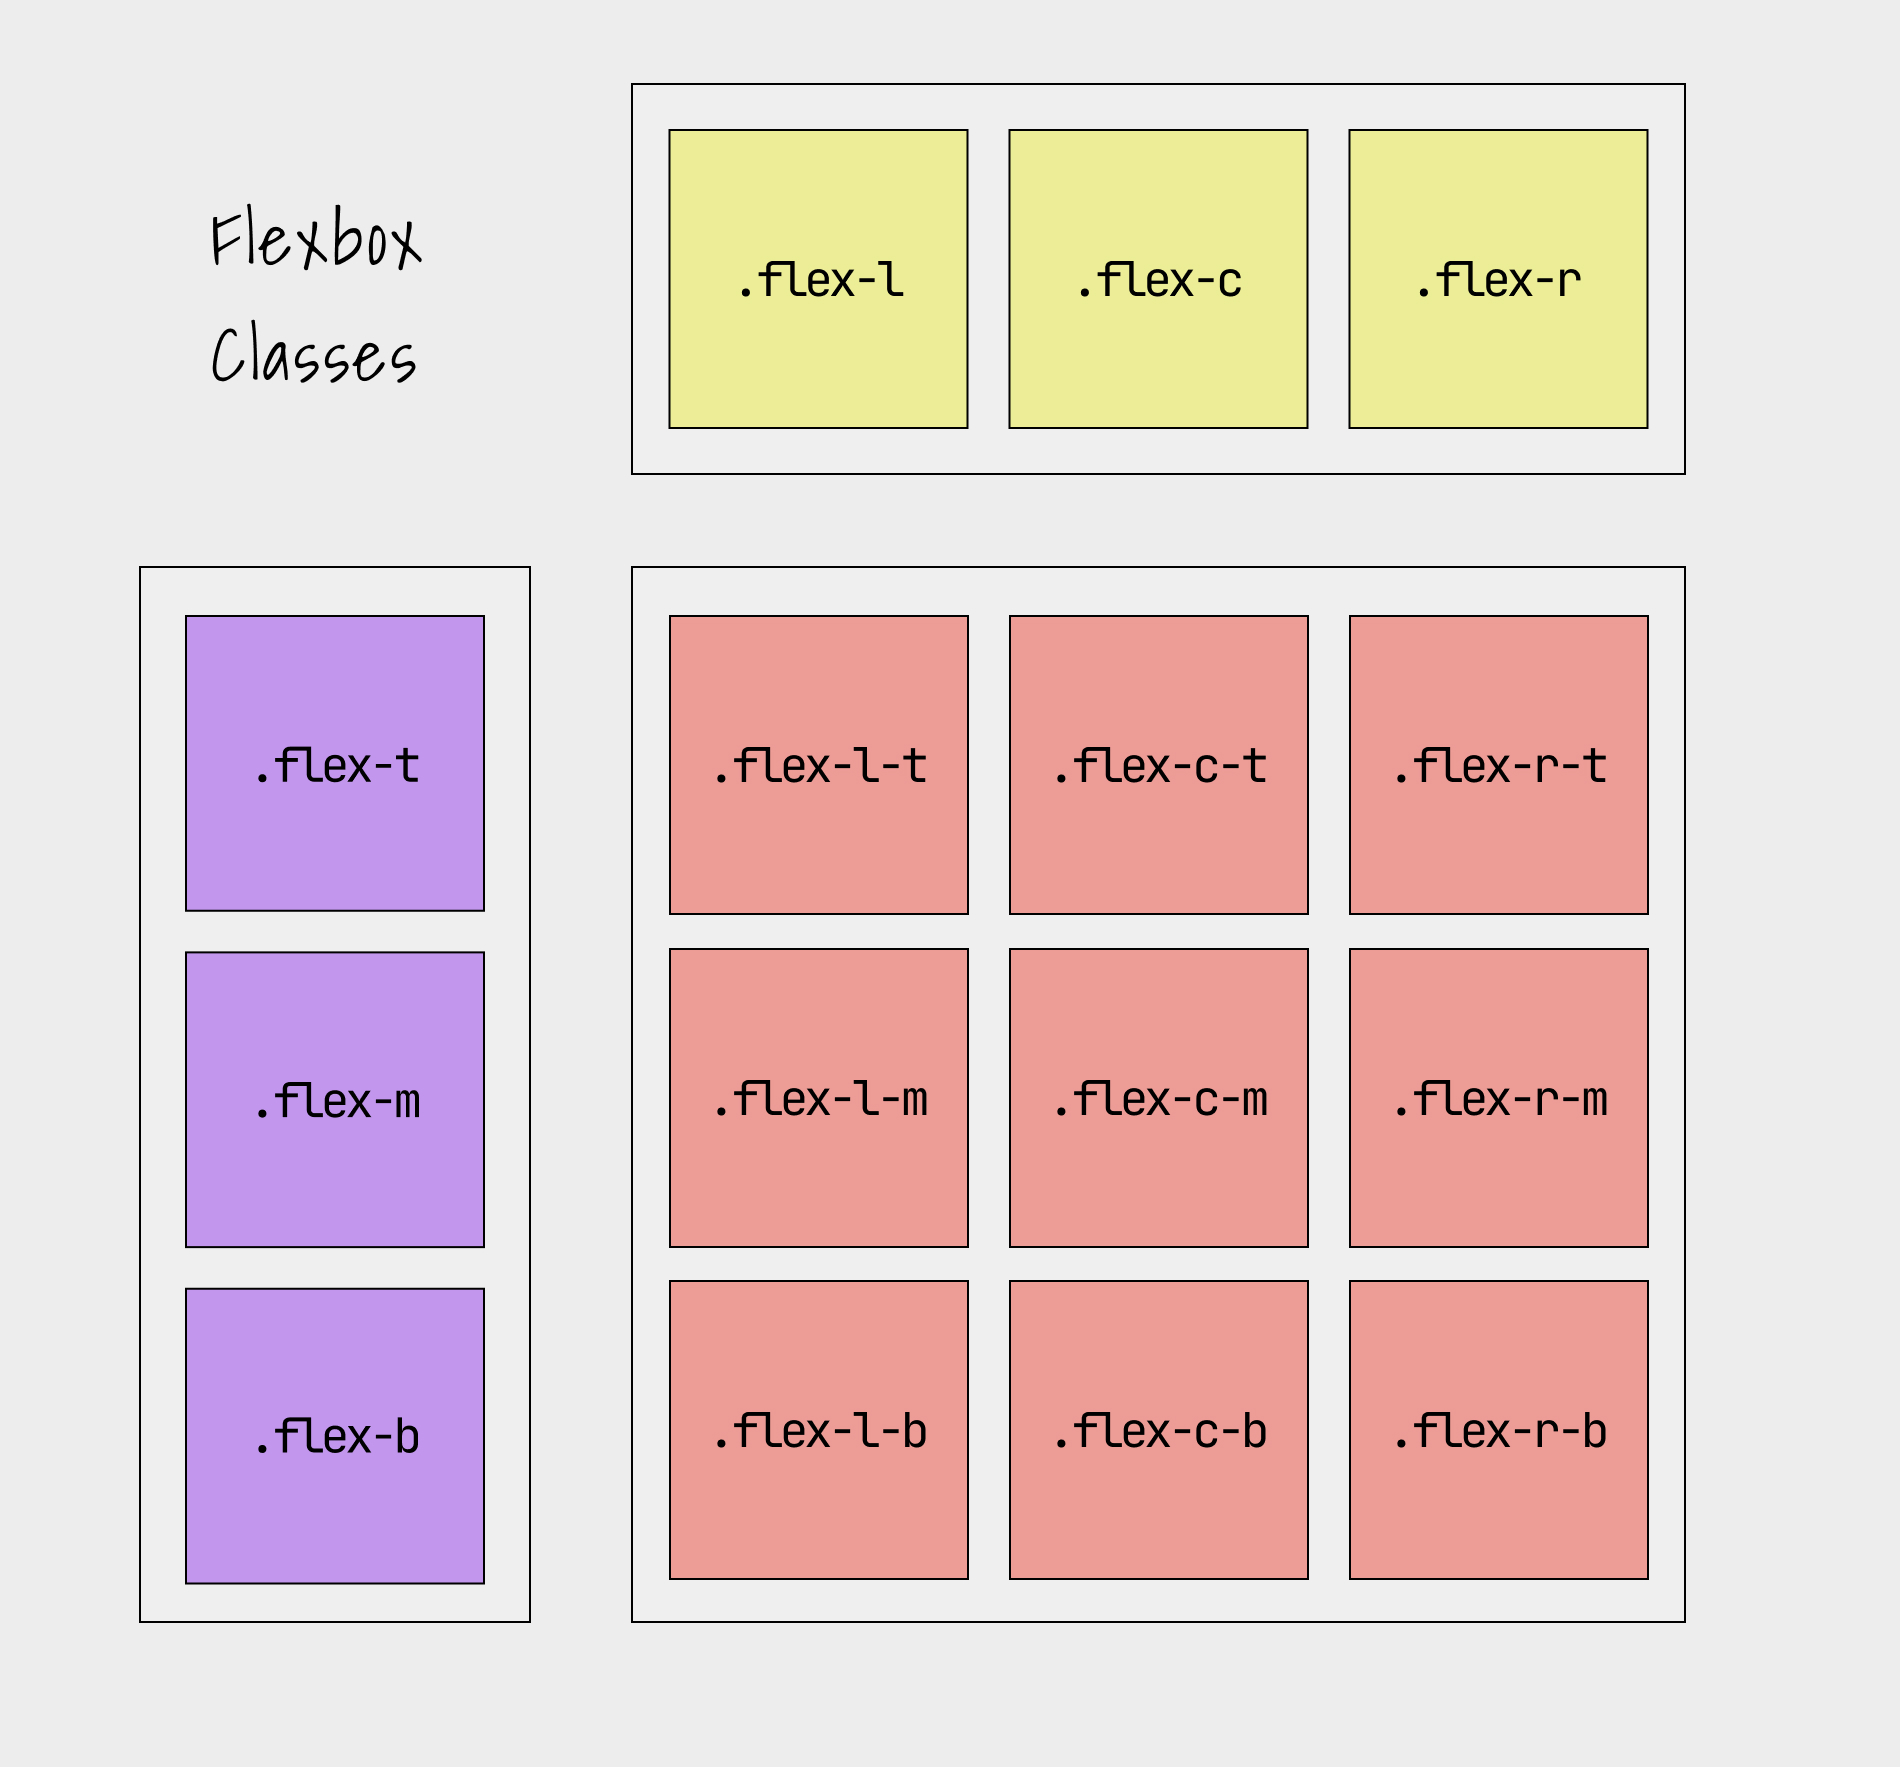 Flexbox
Classes
.flex-l
.flex-c
.flex-r
.flex-t
.flex-m
.flex-b
.flex-l-t
.flex-c-t
.flex-r-t
.flex-l-m
.flex-c-m
.flex-r-m
.flex-l-b
.flex-c-b
.flex-r-b